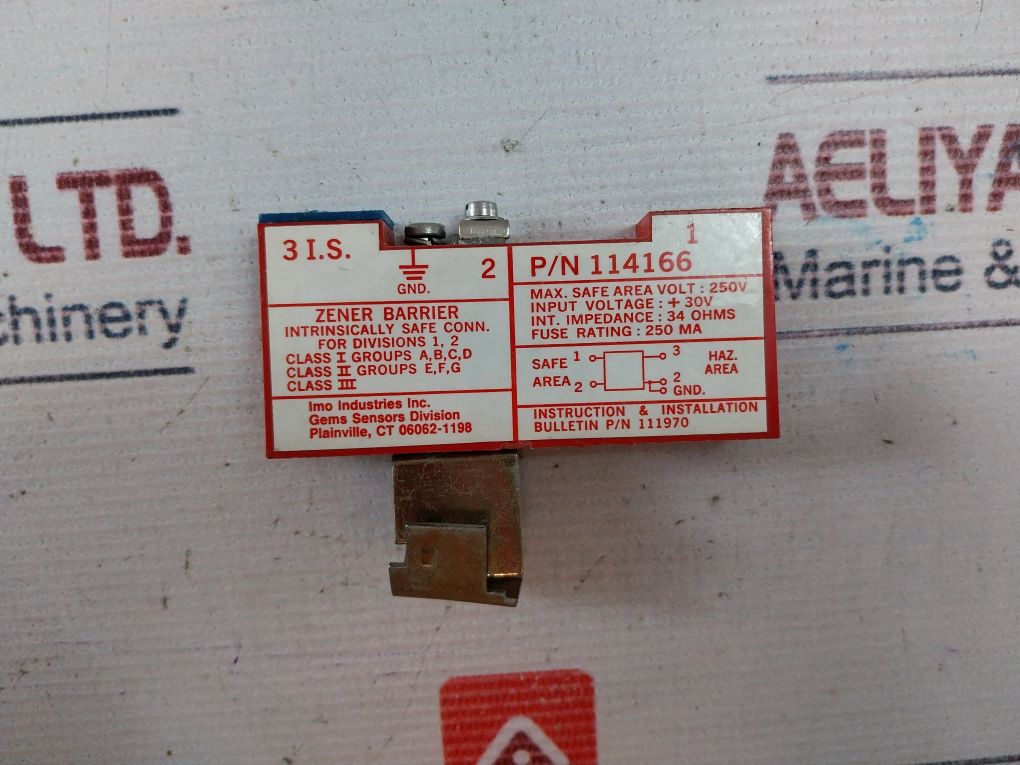 LTD.
AELIYA
Marine &
chinery
3 I.S.
GND.
2
1
P/N 114166
MAX. SAFE AREA VOLT : 250V
INPUT VOLTAGE : + 30V
INT. IMPEDANCE : 34 OHMS
FUSE RATING : 250 MA
ZENER BARRIER
INTRINSICALLY SAFE CONN.
FOR DIVISIONS 1, 2
CLASS I GROUPS A,B,C,D
CLASS II GROUPS E,F,G
CLASS III
SAFE 1 3 HAZ.
AREA 2 2 AREA
GND.
Imo Industries Inc.
Gems Sensors Division
Plainville, CT 06062-1198
INSTRUCTION & INSTALLATION
BULLETIN P/N 111970